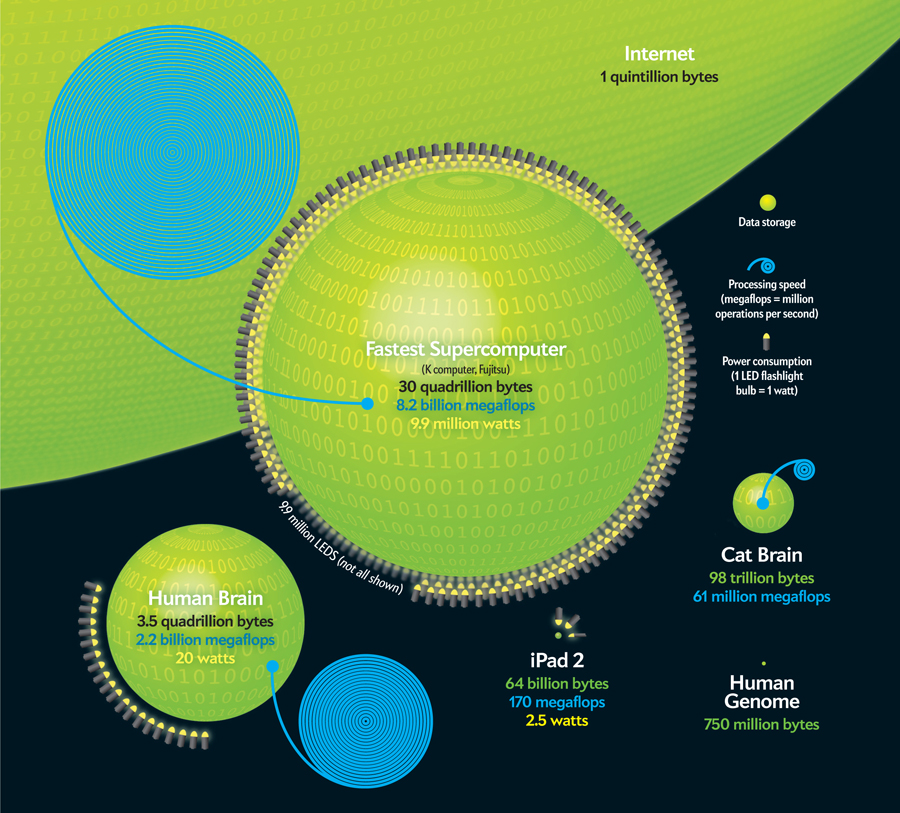 Internet
1 quintillion bytes
Data storage
Processing speed
(megaflops = million
operations per second)
Power consumption
(1 LED flashlight
bulb = 1 watt)
Fastest Supercomputer
(K computer, Fujitsu)
30 quadrillion bytes
8.2 billion megaflops
9.9 million watts
9.9 million LEDS (not all shown)
Cat Brain
98 trillion bytes
61 million megaflops
Human Brain
3.5 quadrillion bytes
2.2 billion megaflops
20 watts
iPad 2
64 billion bytes
170 megaflops
2.5 watts
Human
Genome
750 million bytes